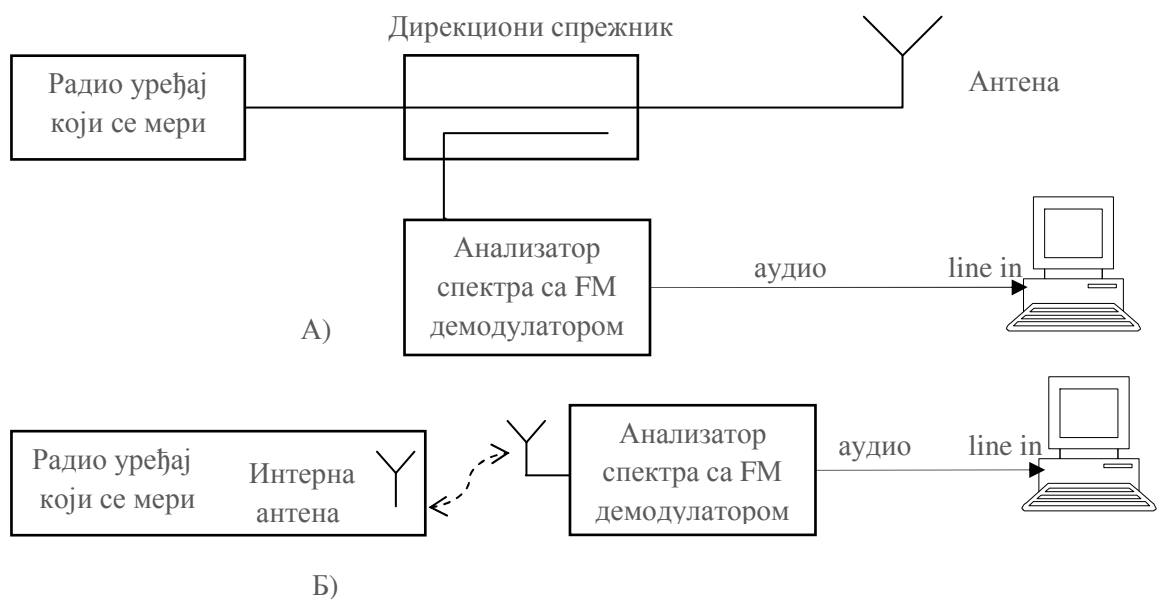 Дирекциони спрежник
Радио уређај
који се мери
Антена
Анализатор
спектра са FM
демодулатором
аудио
line in
А)
Радио уређај
који се мери
Интерна
антена
Анализатор
спектра са FM
демодулатором
аудио
line in
Б)